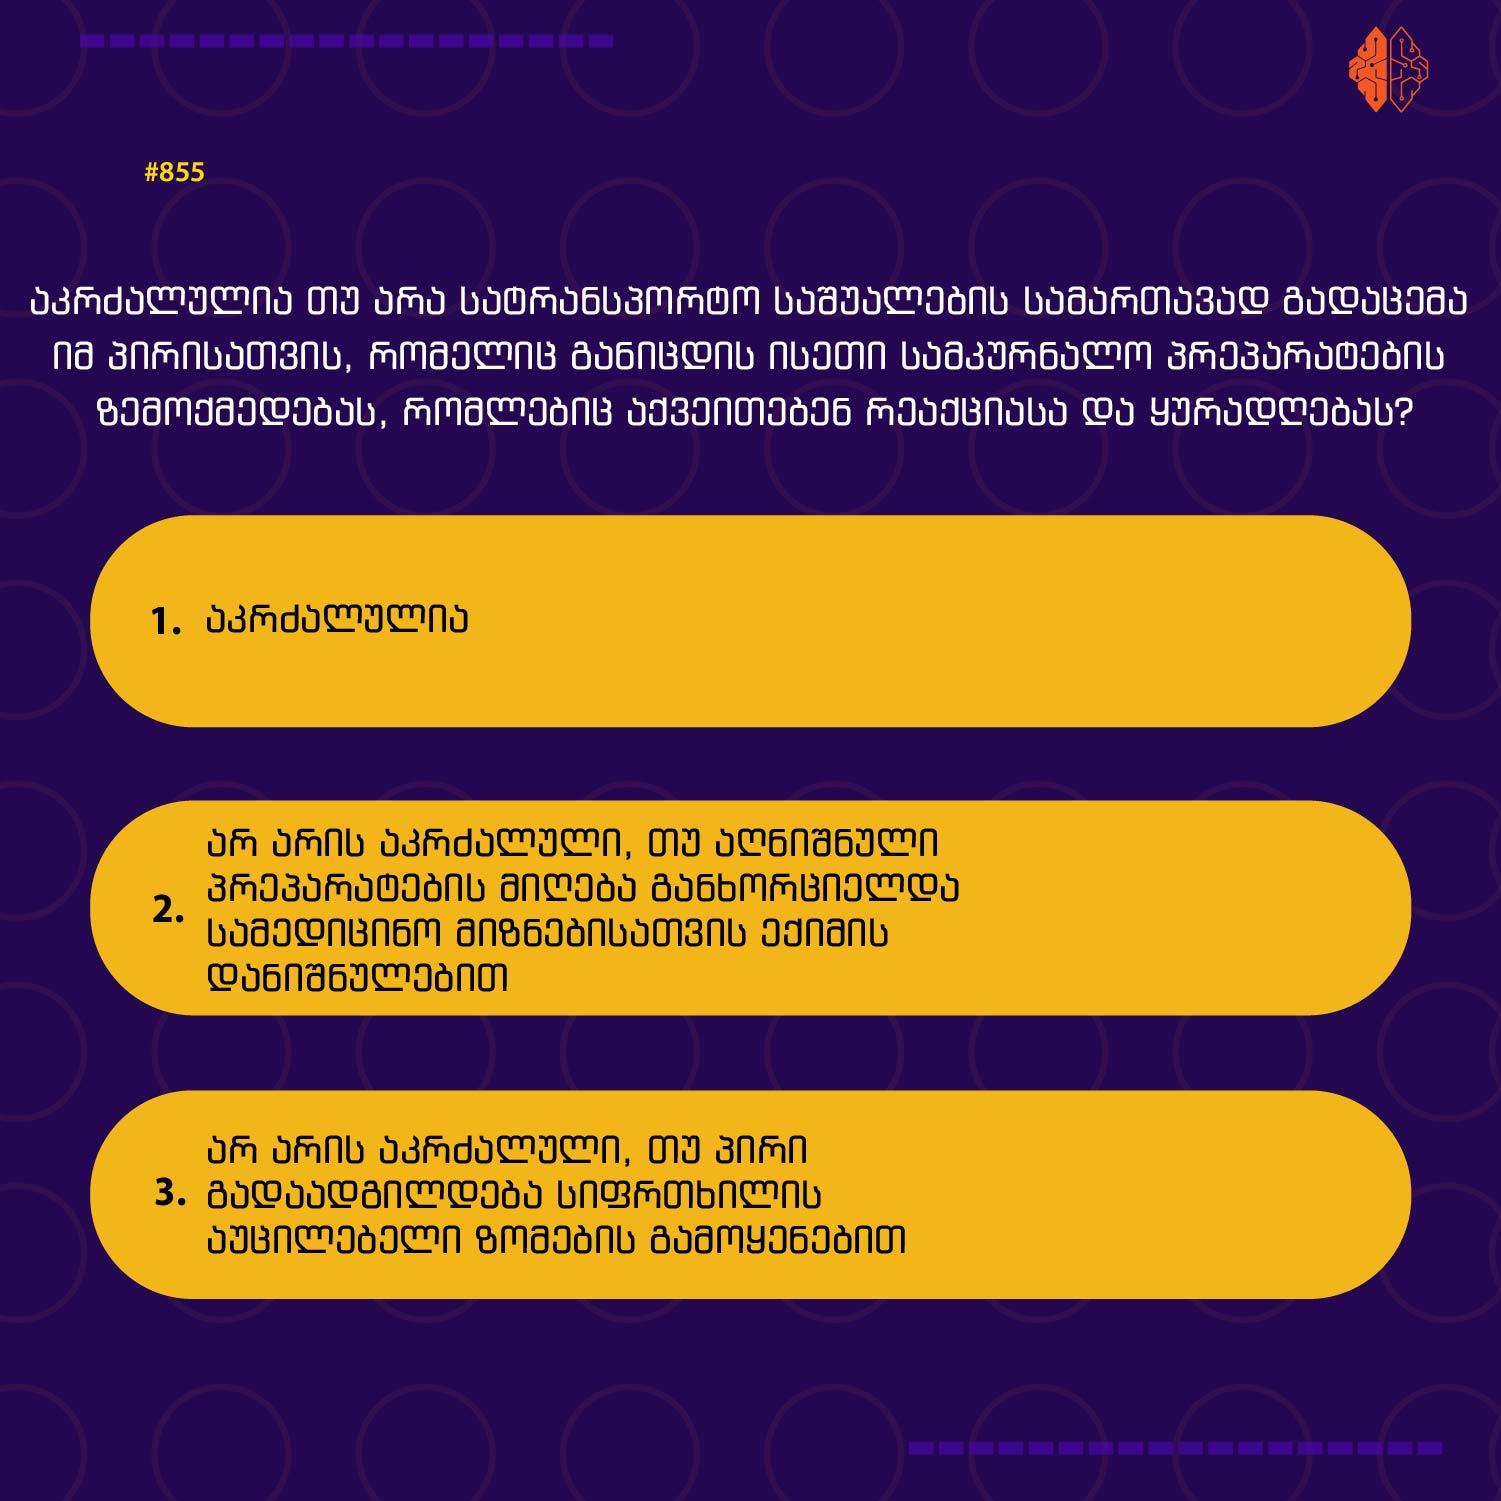 #855
აკრძალულია თუ არა სატრანსპორტო საშუალების სამართავად გადაცემა
იმ პირისათვის, რომელიც განიცდის ისეთი სამკურნალო პრეპარატების
ზემოქმედებას, რომლებიც აქვეითებენ რეაქციასა და ყურადღებას?
1. აკრძალულია
2. არ არის აკრძალული, თუ აღნიშნული
პრეპარატების მიღება განხორციელდა
სამედიცინო მიზნებისათვის ექიმის
დანიშნულებით
3. არ არის აკრძალული, თუ პირი
გადაადგილდება სიფრთხილის
აუცილებელი ზომების გამოყენებით